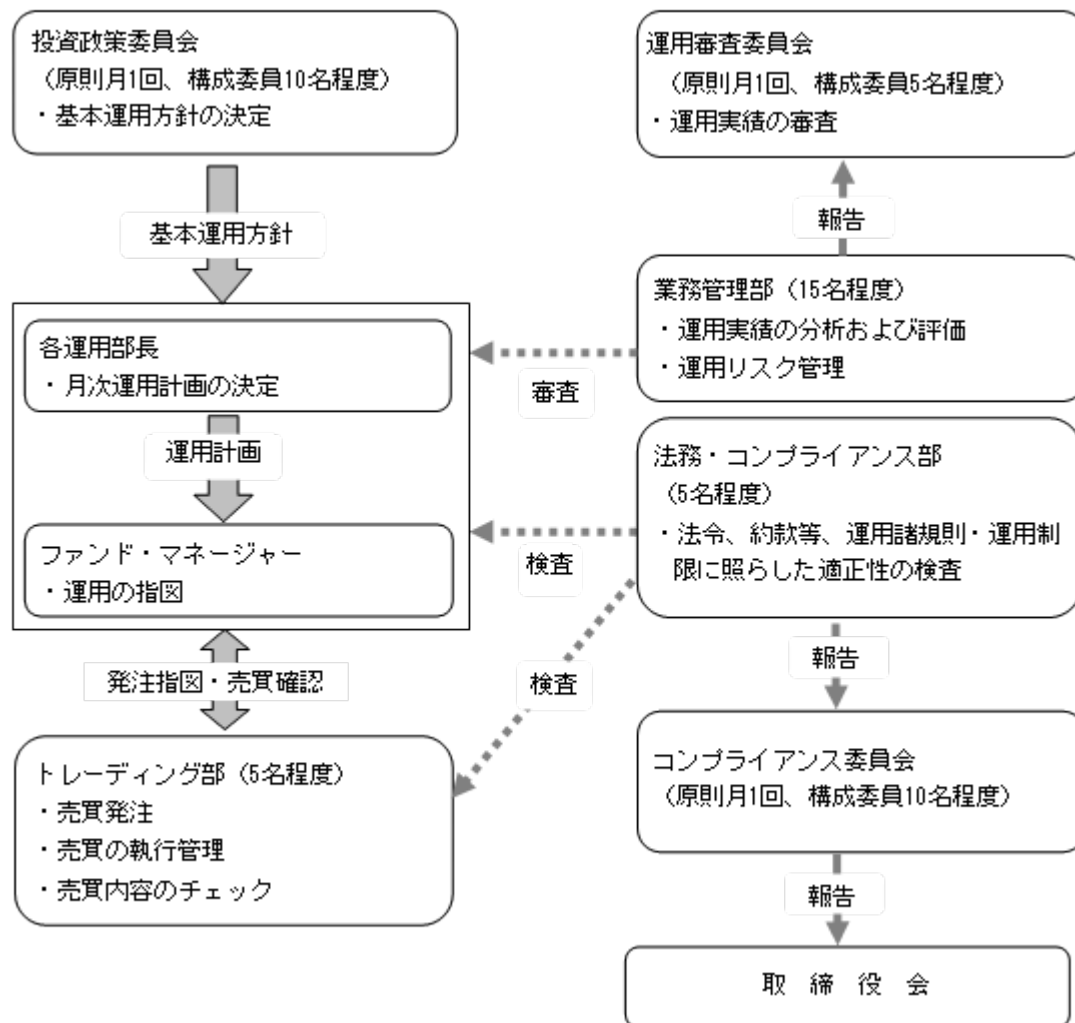 投資政策委員会
（原則月1回、構成委員10名程度）
・基本運用方針の決定
基本運用方針
各運用部長
・月次運用計画の決定
運用計画
ファンド・マネージャー
・運用の指図
発注指図・売買確認
トレーディング部（5名程度）
・売買発注
・売買の執行管理
・売買内容のチェック
運用審査委員会
（原則月1回、構成委員5名程度）
・運用実績の審査
報告
業務管理部（15名程度）
・運用実績の分析および評価
・運用リスク管理
審査
法務・コンプライアンス部
（5名程度）
・法令、約款等、運用諸規則・運用制
限に照らした適正性の検査
検査
検査
報告
コンプライアンス委員会
（原則月1回、構成委員10名程度）
報告
取　締　役　会